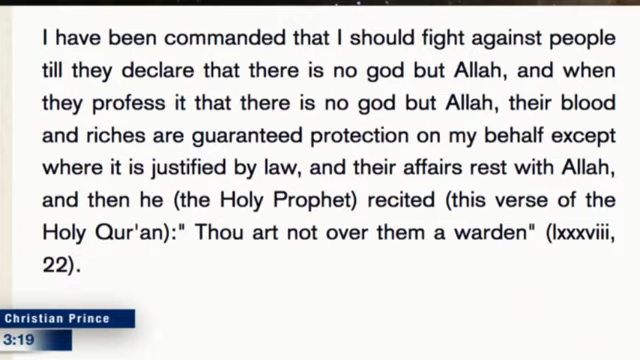 I have been commanded that I should fight against people
till they declare that there is no god but Allah, and when
they profess it that there is no god but Allah, their blood
and riches are guaranteed protection on my behalf except
where it is justified by law, and their affairs rest with Allah,
and then he (the Holy Prophet) recited (this verse of the
Holy Qur'an):" Thou art not over them a warden" (lxxxviii,
22).
Christian Prince
3:19